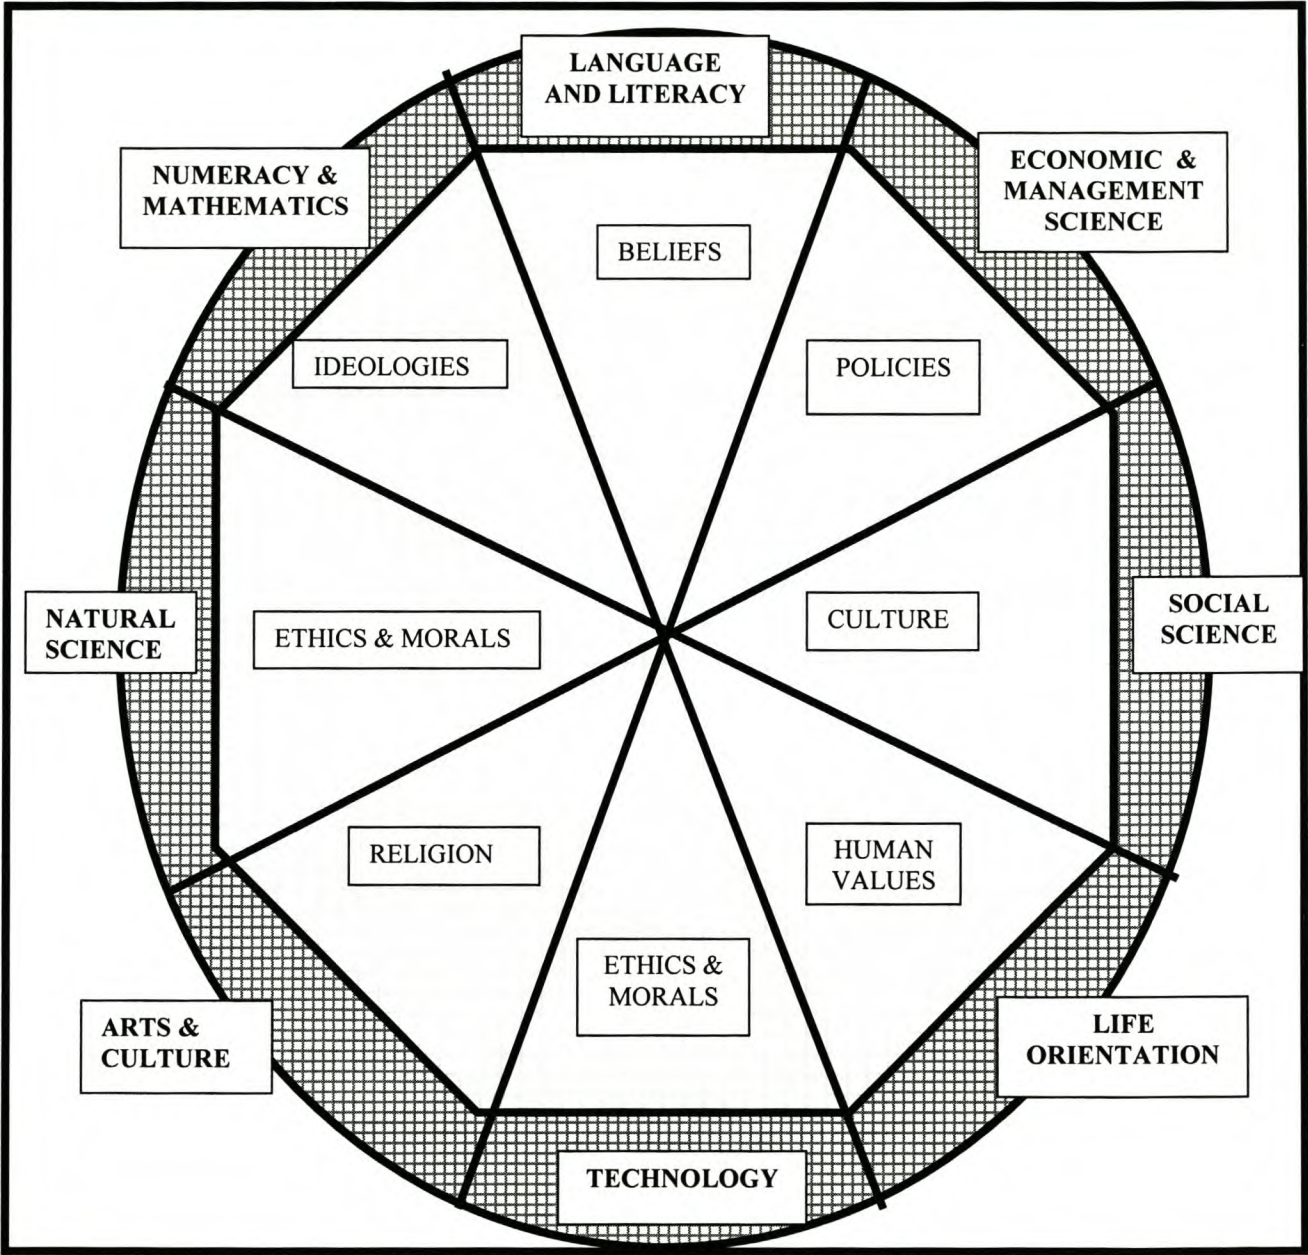 LANGUAGE
AND LITERACY
NUMERACY &
MATHEMATICS
ECONOMIC &
MANAGEMENT
SCIENCE
BELIEFS
IDEOLOGIES
POLICIES
NATURAL
SCIENCE
ETHICS & MORALS
CULTURE
SOCIAL
SCIENCE
RELIGION
HUMAN
VALUES
ETHICS &
MORALS
ARTS &
CULTURE
LIFE
ORIENTATION
TECHNOLOGY